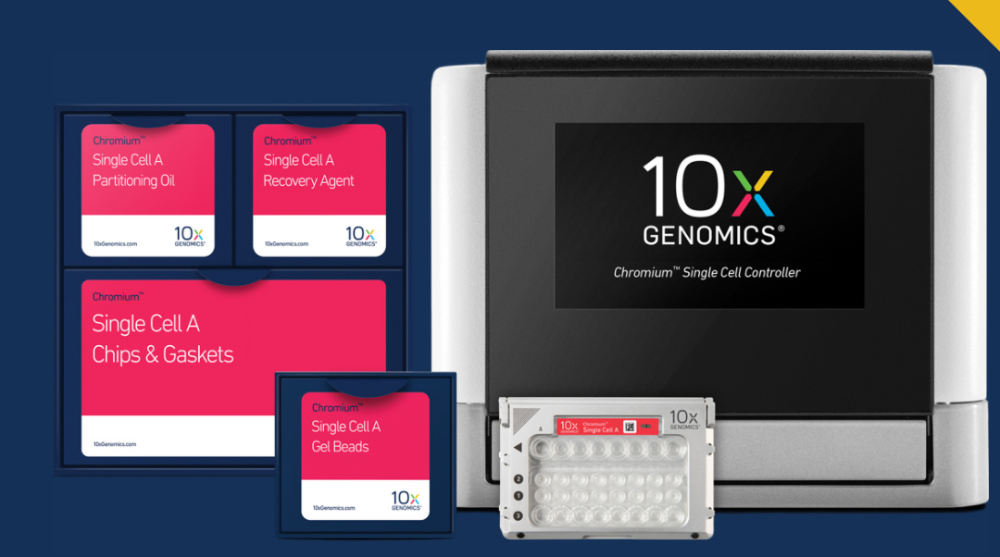 Chromium™
Single Cell A
Partitioning Oil
10xGenomics.com
10x
GENOMICS®
Chromium™
Single Cell A
Recovery Agent
10xGenomics.com
10x
GENOMICS®
Chromium™
Single Cell A
Chips & Gaskets
10xGenomics.com
Chromium™
Single Cell A
Gel Beads
10xGenomics.com
10x
GENOMICS®
10x
GENOMICS®
Chromium™ Single Cell Controller
10x
GENOMICS
Chromium™
Single Cell A
10x
GENOMICS®
A
2
1
3